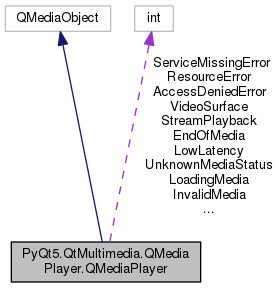 QMediaObject
int
ServiceMissingError
ResourceError
AccessDeniedError
VideoSurface
StreamPlayback
EndOfMedia
LowLatency
UnknownMediaStatus
LoadingMedia
InvalidMedia
...
PyQt5.QtMultimedia.QMedia
Player.QMediaPlayer